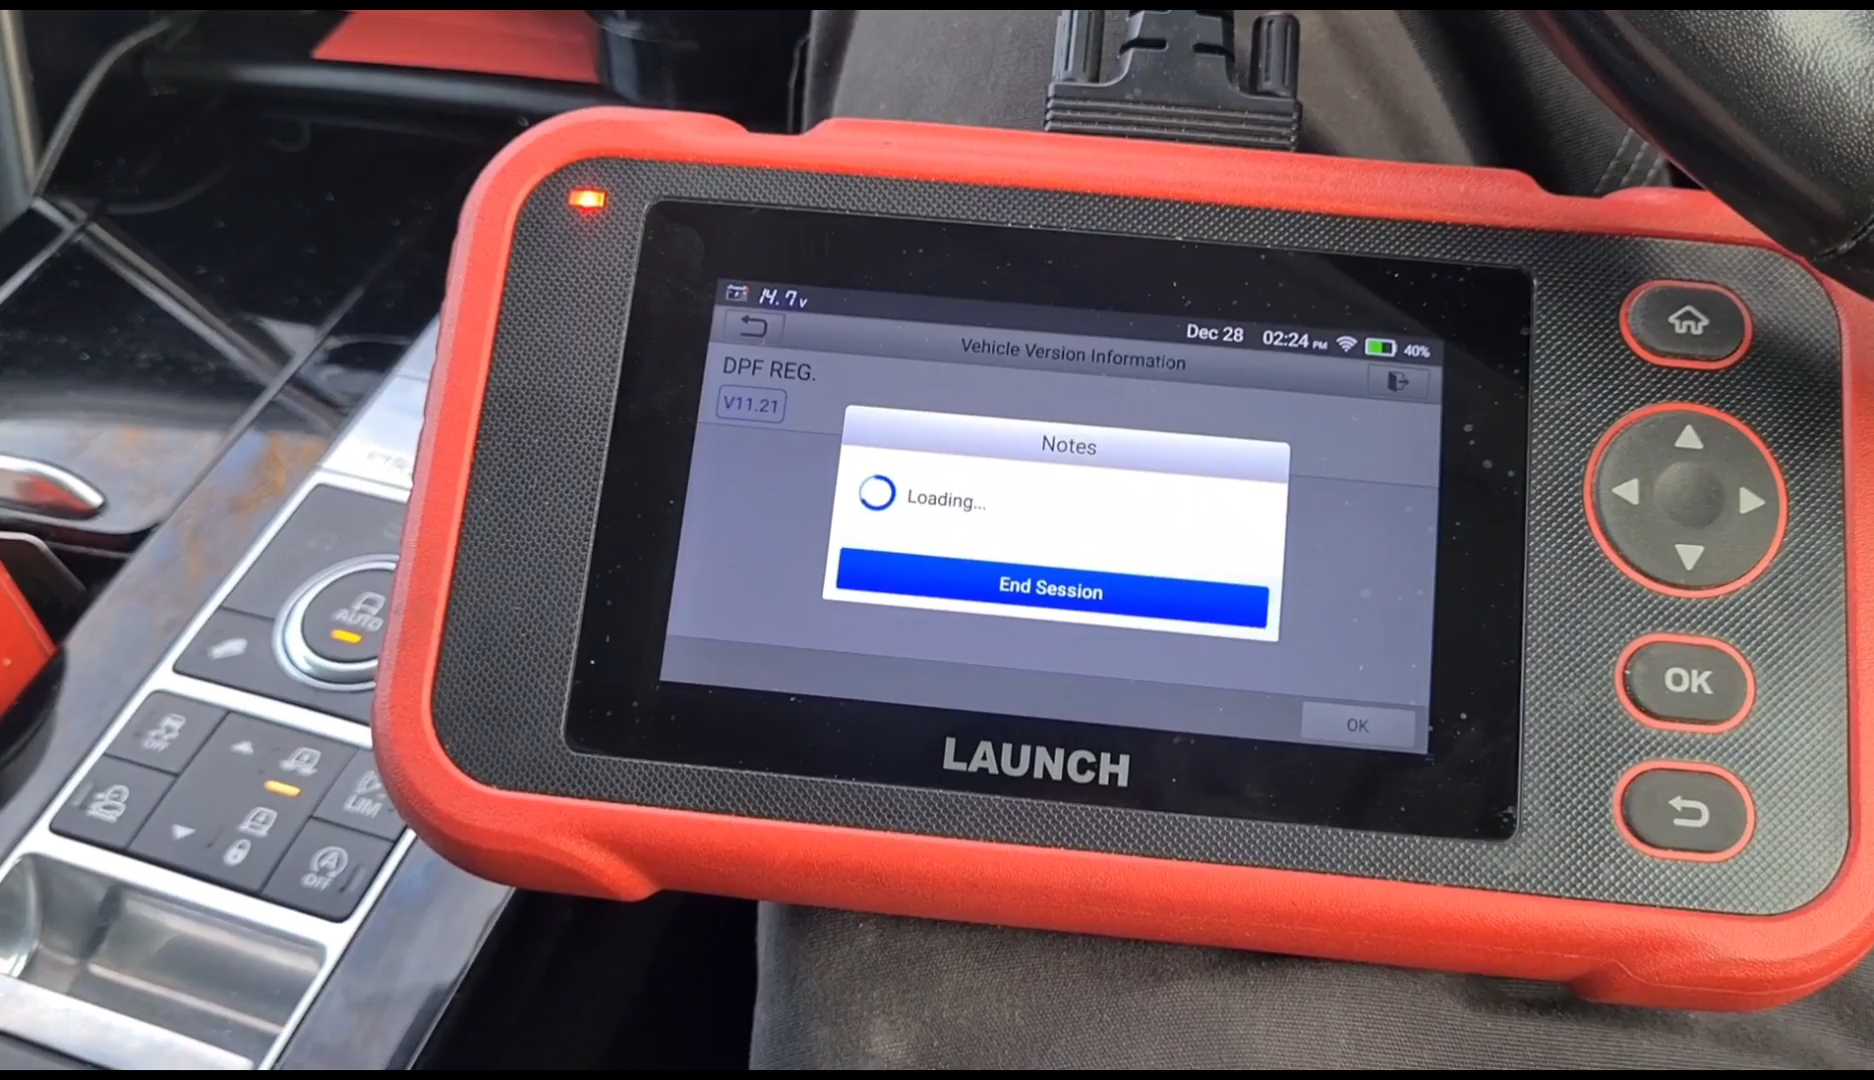 14.7v
Dec 28 02:24 PM 40%
Vehicle Version Information
DPF REG.
V11.21
Notes
Loading...
End Session
OK
LAUNCH
OK
AUTO
OFF
LIM
A
OFF